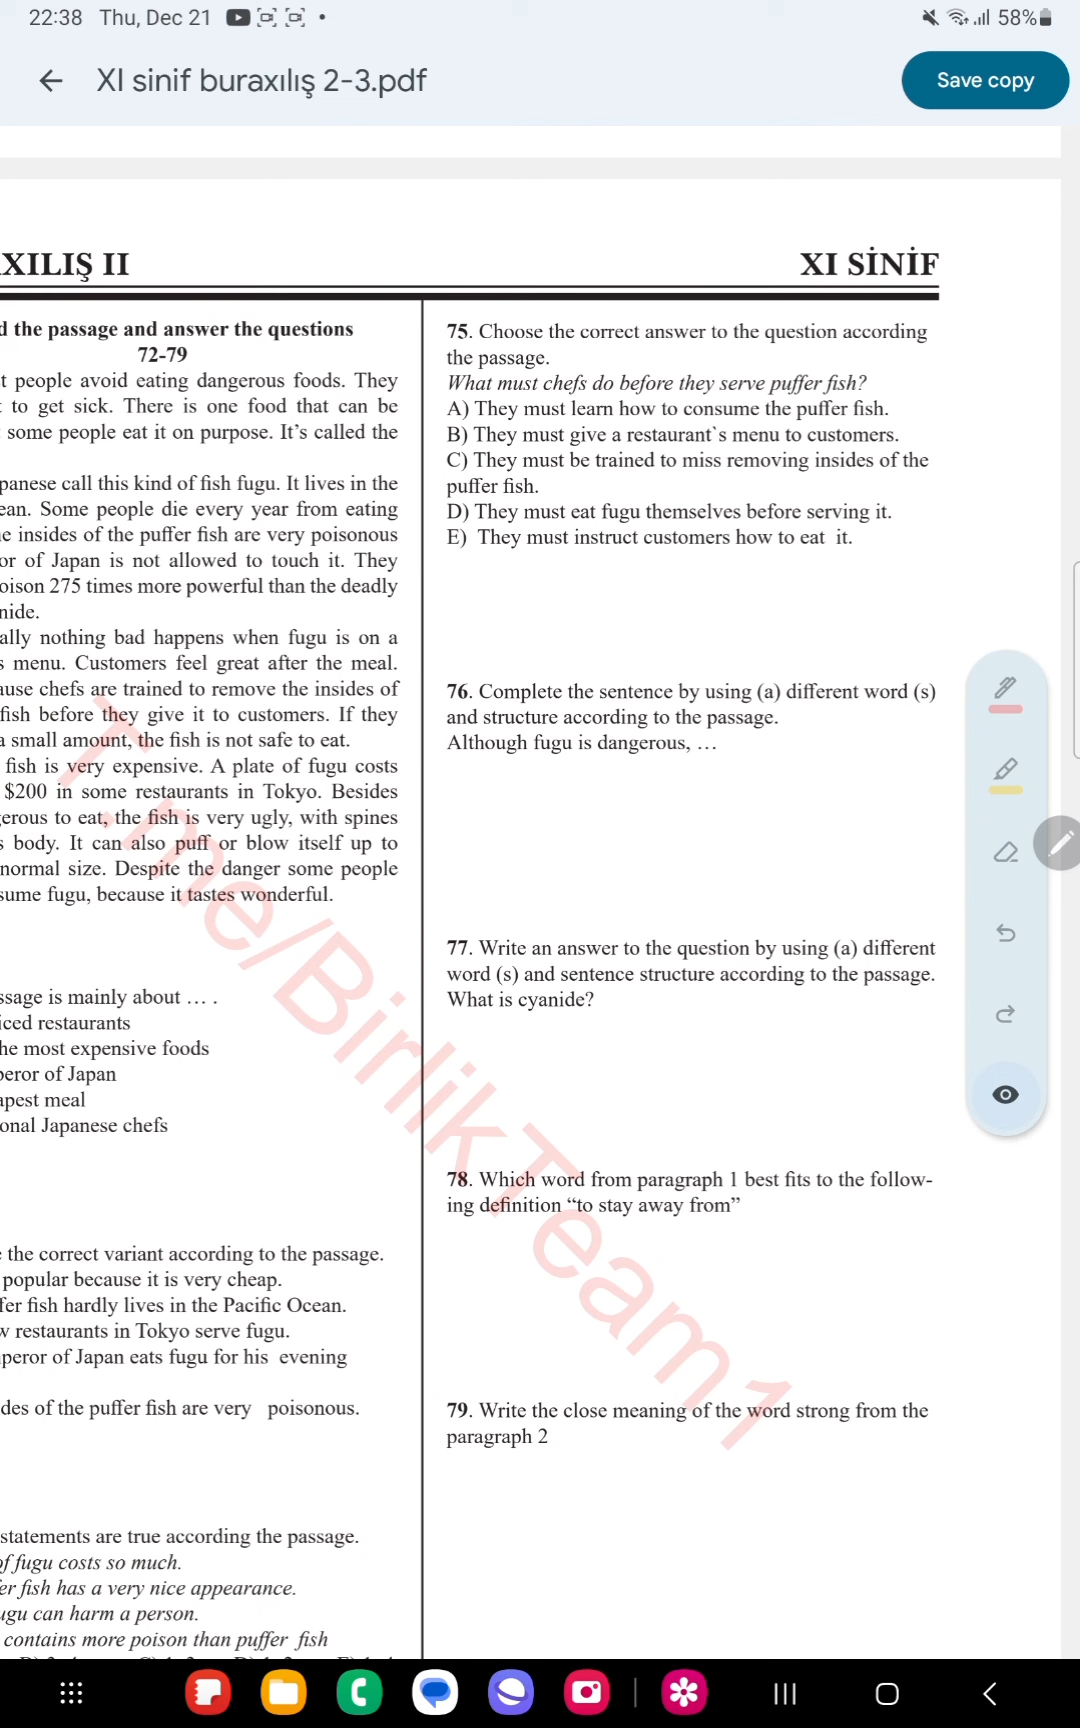 22:38 Thu, Dec 21 • 58%
XI sinif buraxılış 2-3.pdf
Save copy
XILIŞ II
XI SİNİF
the passage and answer the questions
72-79
people avoid eating dangerous foods. They
to get sick. There is one food that can be
some people eat it on purpose. It’s called the
panese call this kind of fish fugu. It lives in the
ean. Some people die every year from eating
insides of the puffer fish are very poisonous
or of Japan is not allowed to touch it. They
oison 275 times more powerful than the deadly
nide.
ally nothing bad happens when fugu is on a
s menu. Customers feel great after the meal.
ause chefs are trained to remove the insides of
fish before they give it to customers. If they
a small amount, the fish is not safe to eat.
fish is very expensive. A plate of fugu costs
$200 in some restaurants in Tokyo. Besides
gerous to eat, the fish is very ugly, with spines
s body. It can also puff or blow itself up to
normal size. Despite the danger some people
sume fugu, because it tastes wonderful.
ssage is mainly about … .
iced restaurants
he most expensive foods
peror of Japan
apest meal
onal Japanese chefs
the correct variant according to the passage.
popular because it is very cheap.
fer fish hardly lives in the Pacific Ocean.
w restaurants in Tokyo serve fugu.
peror of Japan eats fugu for his evening
des of the puffer fish are very poisonous.
statements are true according the passage.
of fugu costs so much.
er fish has a very nice appearance.
ugu can harm a person.
contains more poison than puffer fish
75. Choose the correct answer to the question according
the passage.
What must chefs do before they serve puffer fish?
A) They must learn how to consume the puffer fish.
B) They must give a restaurant`s menu to customers.
C) They must be trained to miss removing insides of the
puffer fish.
D) They must eat fugu themselves before serving it.
E) They must instruct customers how to eat it.
76. Complete the sentence by using (a) different word (s)
and structure according to the passage.
Although fugu is dangerous, …
77. Write an answer to the question by using (a) different
word (s) and sentence structure according to the passage.
What is cyanide?
78. Which word from paragraph 1 best fits to the follow-
ing definition “to stay away from”
79. Write the close meaning of the word strong from the
paragraph 2
T.me/BirlikTeam1